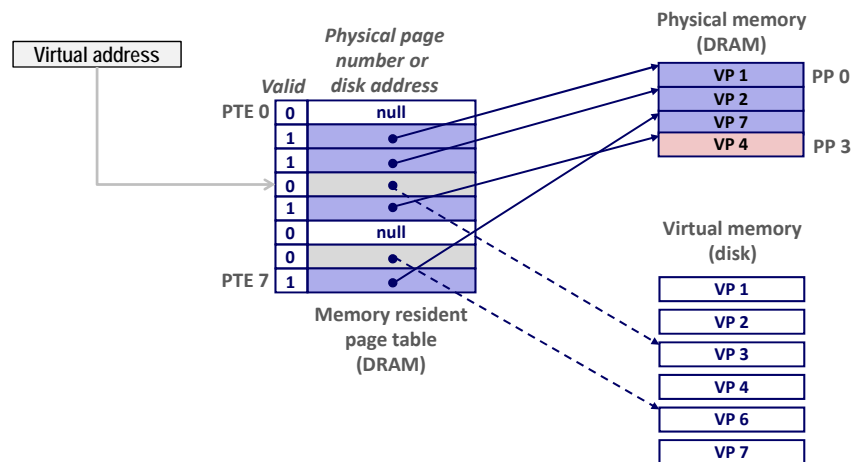 Virtual address
Physical page
number or
disk address
Valid
PTE 0
0
null
1
1
0
1
0
null
0
PTE 7
1
Memory resident
page table
(DRAM)
Physical memory
(DRAM)
VP 1
PP 0
VP 2
VP 7
VP 4
PP 3
Virtual memory
(disk)
VP 1
VP 2
VP 3
VP 4
VP 6
VP 7